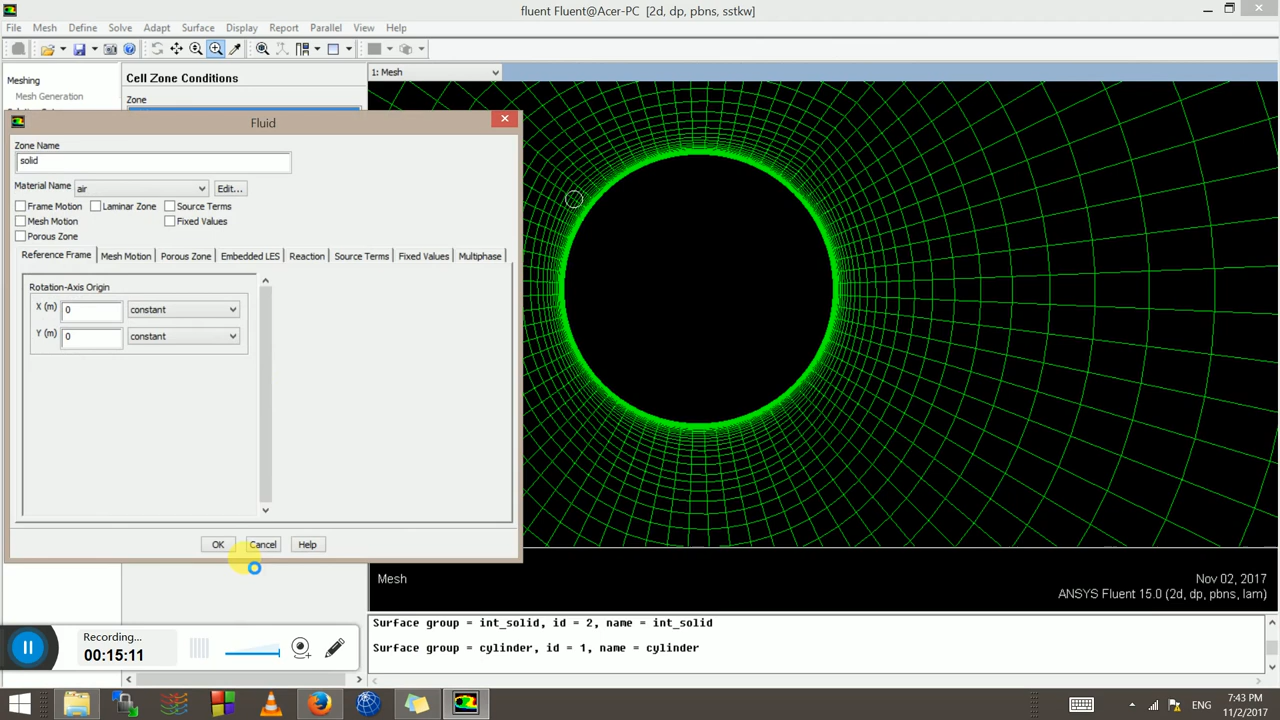 fluent Fluent@Acer-PC [2d, dp, pbns, sstkw]
File Mesh Define Solve Adapt Surface Display Report Parallel View Help
Meshing
Mesh Generation
Cell Zone Conditions
Zone
1: Mesh
Fluid
Zone Name
solid
Material Name air Edit...
Frame Motion Laminar Zone Source Terms
Mesh Motion Fixed Values
Porous Zone
Reference Frame Mesh Motion Porous Zone Embedded LES Reaction Source Terms Fixed Values Multiphase
Rotation-Axis Origin
X (m) 0 constant
Y (m) 0 constant
OK Cancel Help
Mesh
Nov 02, 2017
ANSYS Fluent 15.0 (2d, dp, pbns, lam)
Surface group = int_solid, id = 2, name = int_solid
Surface group = cylinder, id = 1, name = cylinder
Recording...
00:15:11
ENG
7:43 PM
11/2/2017